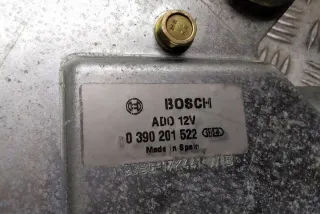 BOSCH
ADO 12V
0 390 201 522
Made in Spain